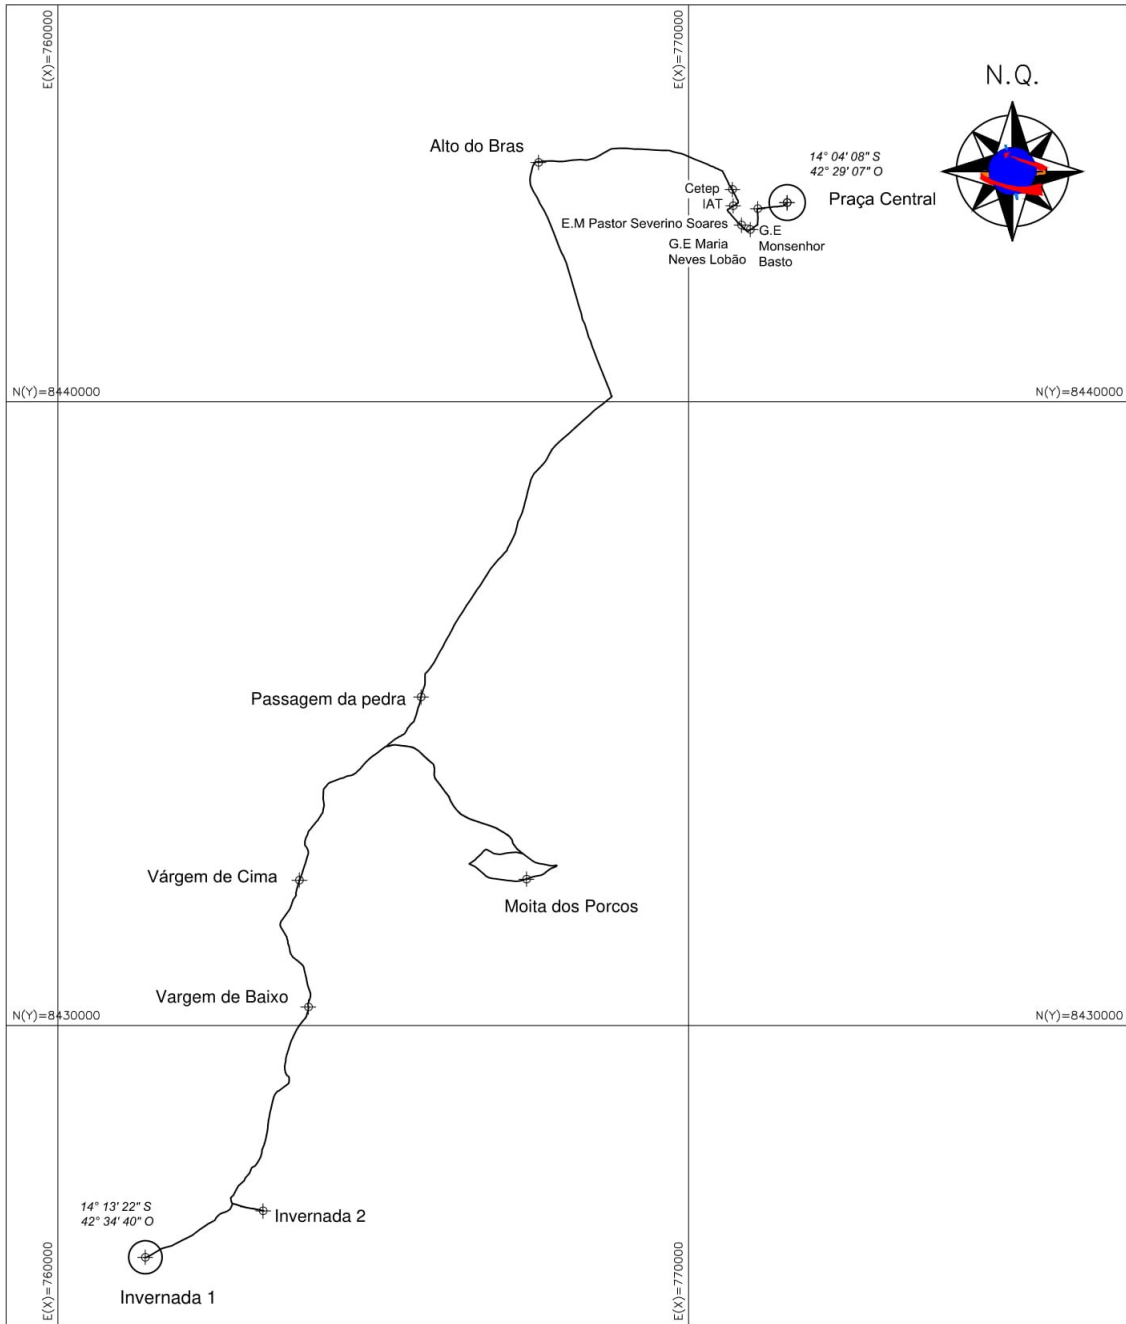 E(X)=760000
E(X)=770000
N.Q.
Alto do Bras
14° 04' 08" S
42° 29' 07" O
Cetep
IAT
Praça Central
E.M Pastor Severino Soares
G.E
Monsenhor
Basto
G.E Maria
Neves Lobão
N(Y)=8440000
N(Y)=8440000
Passagem da pedra
Várgem de Cima
Moita dos Porcos
Vargem de Baixo
N(Y)=8430000
N(Y)=8430000
14° 13' 22" S
42° 34' 40" O
Invernada 2
Invernada 1
E(X)=760000
E(X)=770000